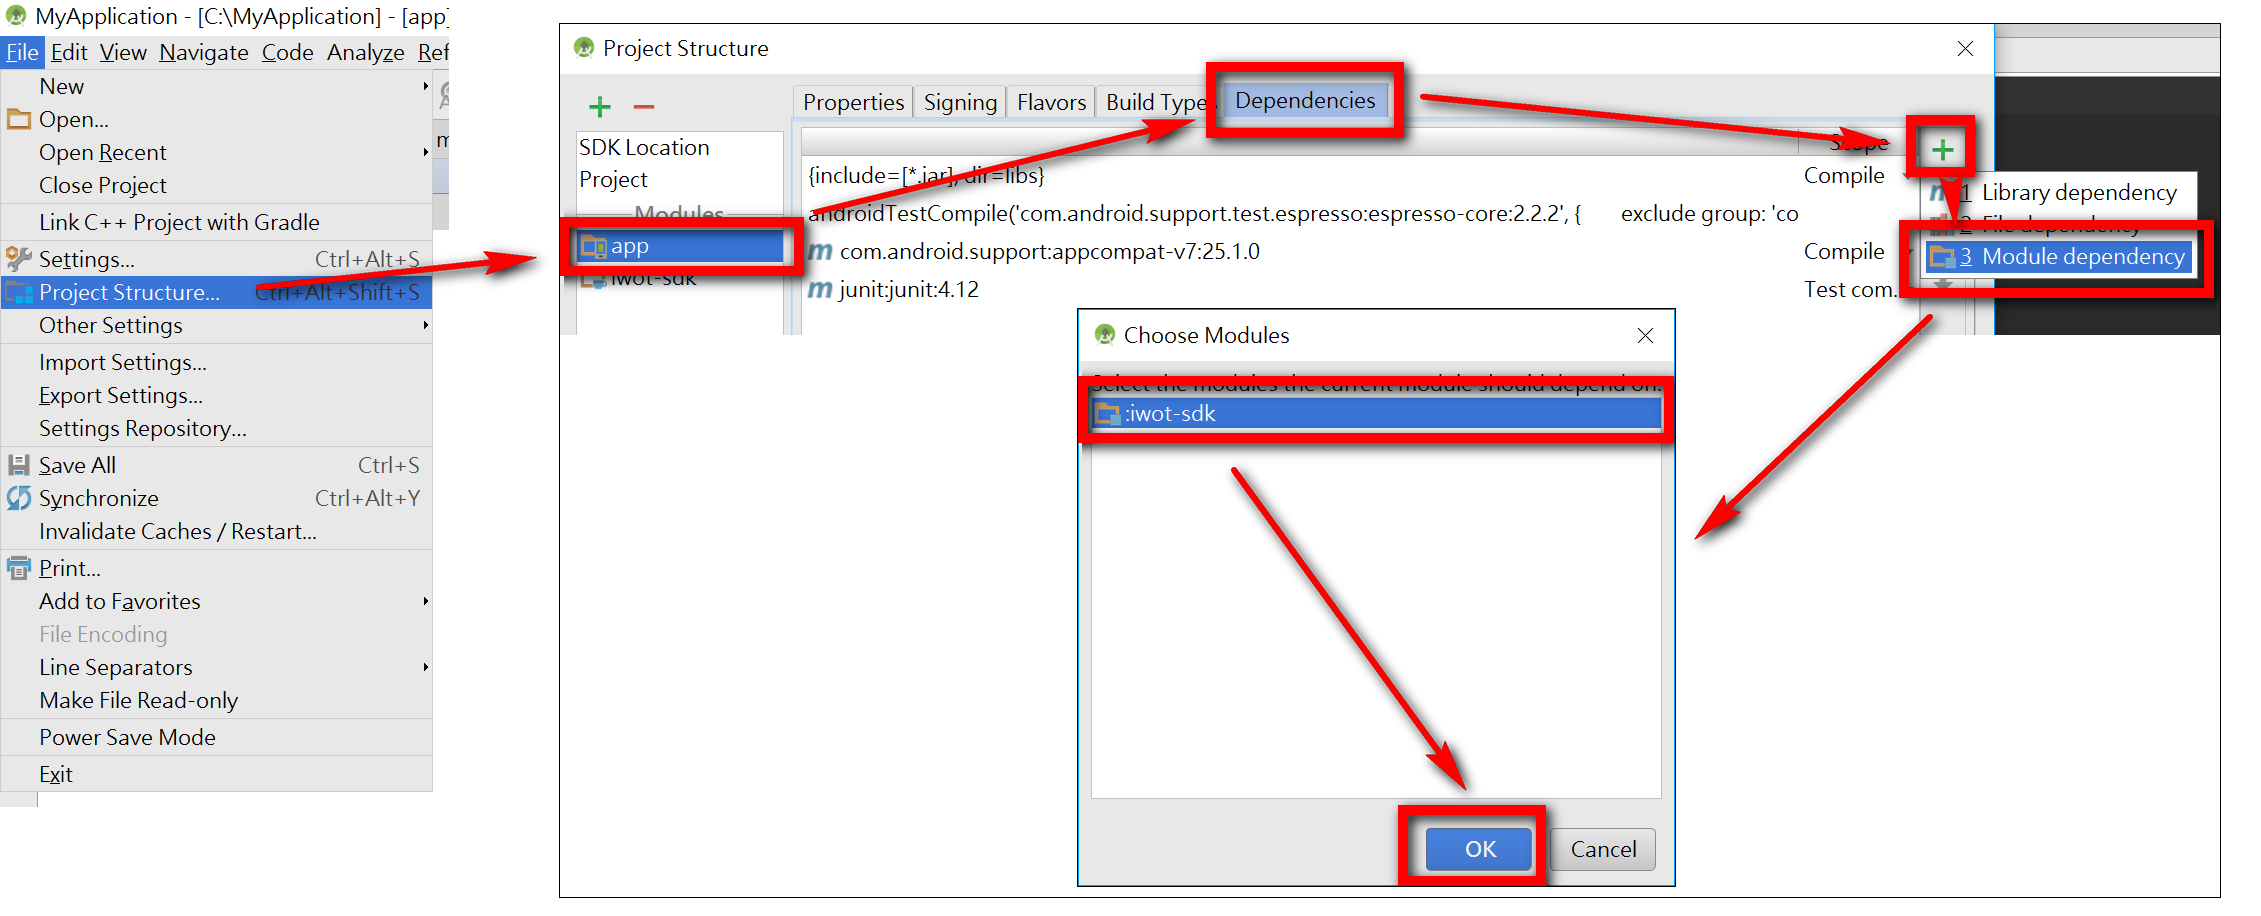 MyApplication - [C:\MyApplication] - [app]
File Edit View Navigate Code Analyze Ref
New
Open...
Open Recent
Close Project
Link C++ Project with Gradle
Settings... Ctrl+Alt+S
Project Structure... Ctrl+Alt+Shift+S
Other Settings
Import Settings...
Export Settings...
Settings Repository...
Save All Ctrl+S
Synchronize Ctrl+Alt+Y
Invalidate Caches / Restart...
Print...
Add to Favorites
File Encoding
Line Separators
Make File Read-only
Power Save Mode
Exit
Project Structure
SDK Location
Project
Modules
app
iwot-sdk
Properties Signing Flavors Build Types Dependencies
Scope
{include=[*.jar], dir=libs} Compile
androidTestCompile('com.android.support.test.espresso:espresso-core:2.2.2', { exclude group: 'co
m com.android.support:appcompat-v7:25.1.0 Compile
m junit:junit:4.12 Test com...
1 Library dependency
2 File dependency
3 Module dependency
Choose Modules
Select the modules the current module should depend on:
:iwot-sdk
OK Cancel